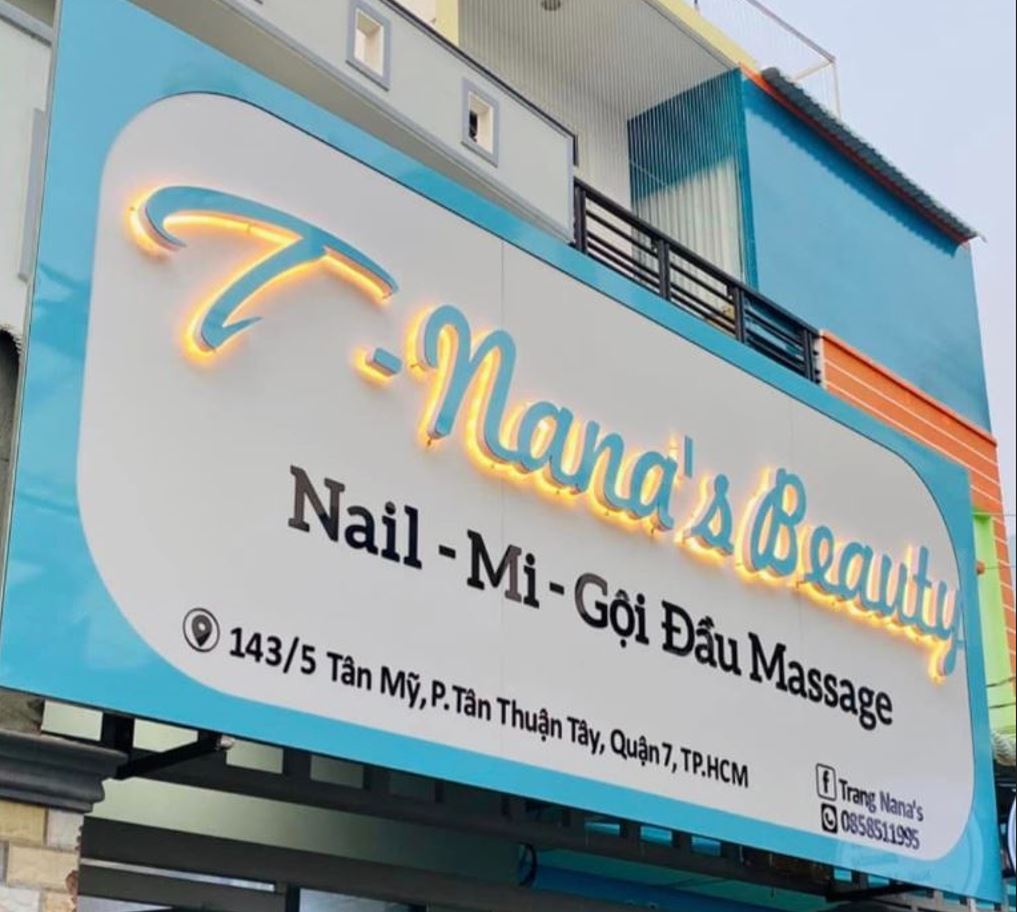 T-Nana's Beauty
Nail - Mi - Gội Đầu Massage
143/5 Tân Mỹ, P.Tân Thuận Tây, Quận 7, TP.HCM
Trang Nana's
0858511995